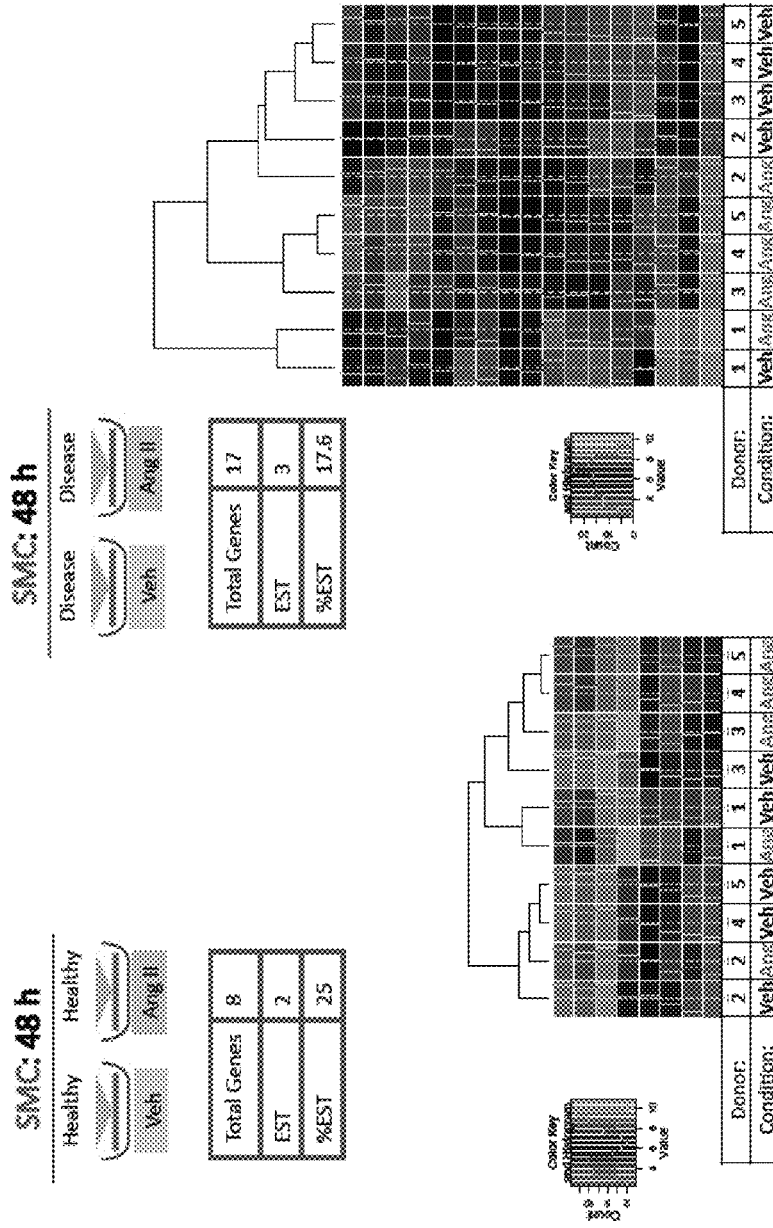 SMC: 48 h
Healthy Healthy
Veh Ang II
Total Genes 8
EST 2
%EST 25
Color Key
and Histogram
Count
Value
Donor: 2 2 4 5 1 1 3 3 4 5
Condition: Veh Ang Veh Veh Ang Veh Veh Ang Ang Ang
SMC: 48 h
Disease Disease
Veh Ang II
Total Genes 17
EST 3
%EST 17.6
Color Key
and Histogram
Count
0 10 20
Value
Donor: 1 1 3 4 5 2 2 3 4 5
Condition: Veh Ang Ang Ang Ang Ang Veh Veh Veh Veh